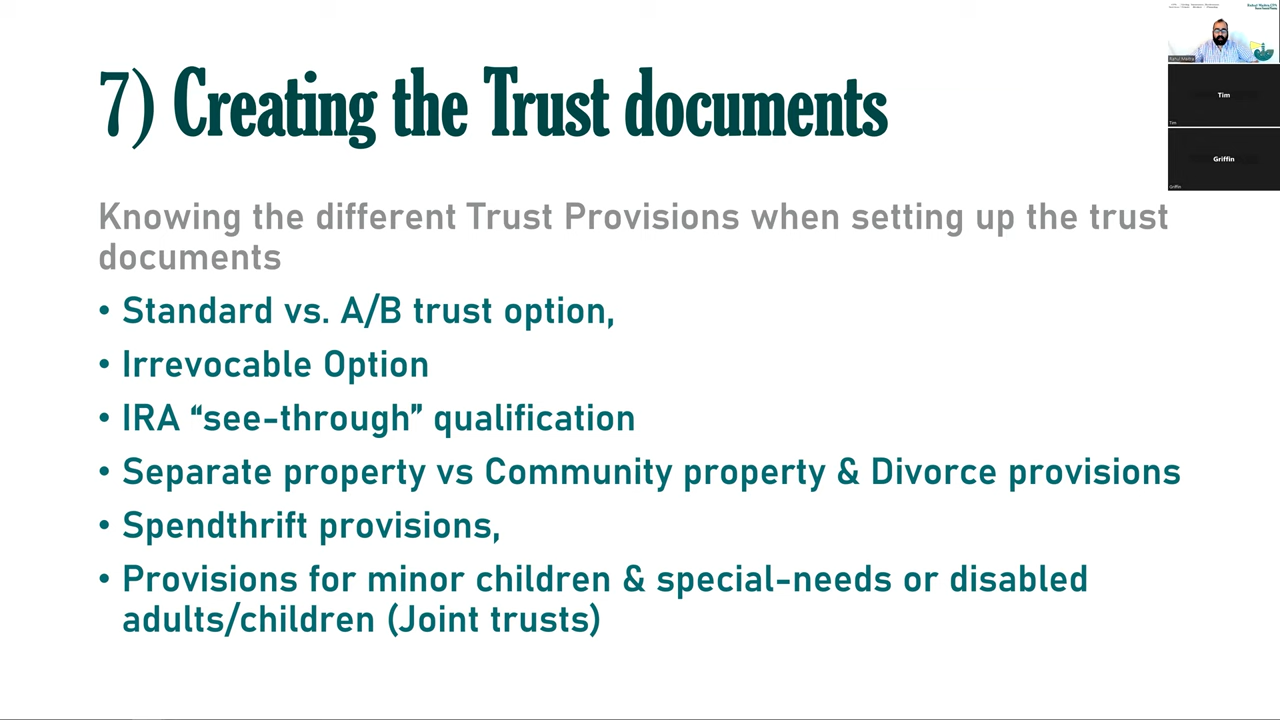 7) Creating the Trust documents
Knowing the different Trust Provisions when setting up the trust
documents
• Standard vs. A/B trust option,
• Irrevocable Option
• IRA “see-through” qualification
• Separate property vs Community property & Divorce provisions
• Spendthrift provisions,
• Provisions for minor children & special-needs or disabled
adults/children (Joint trusts)
Tim
Tim
Griffin
Griffin